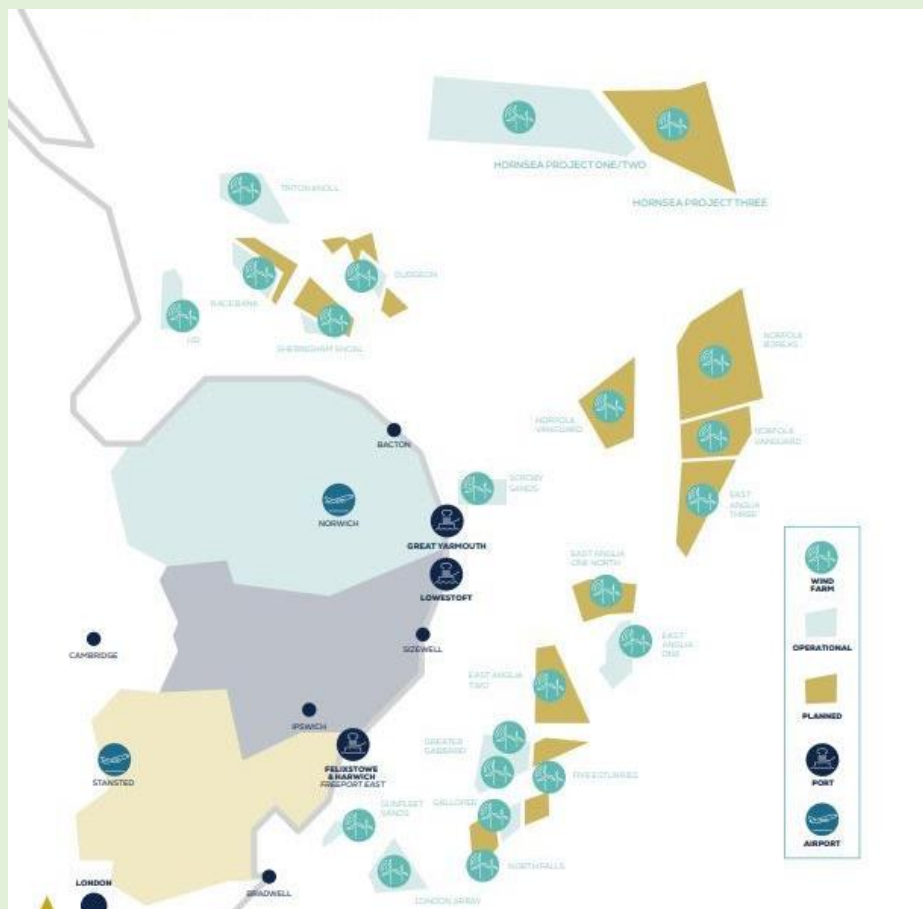 HORNSEA PROJECT ONE/TWO
HORNSEA PROJECT THREE
TRITON KNOLL
DUDGEON
RACE BANK
LID
SHERINGHAM SHOAL
NORFOLK
BOREAS
NORFOLK
VANGUARD
NORFOLK
VANGUARD
BACTON
SCROBY
SANDS
EAST
ANGLIA
THREE
NORWICH
GREAT YARMOUTH
EAST ANGLIA
ONE NORTH
LOWESTOFT
EAST
ANGLIA
ONE
CAMBRIDGE
SIZEWELL
EAST ANGLIA
TWO
IPSWICH
GREATER
GABBARD
STANSTED
FELIXSTOWE
& HARWICH
FREEPORT EAST
FIVE ESTUARIES
GUNFLEET
SANDS
GALLOPER
NORTH FALLS
LONDON
BRADWELL
LONDON ARRAY
WIND
FARM
OPERATIONAL
PLANNED
PORT
AIRPORT